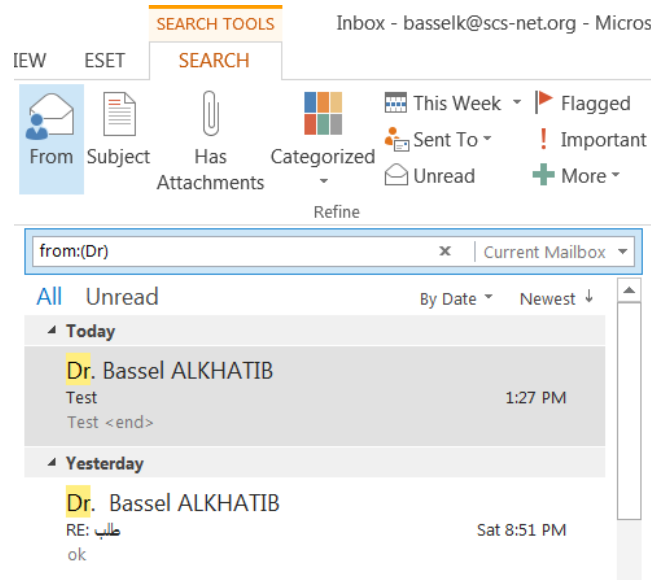 SEARCH TOOLS
Inbox - basselk@scs-net.org - Micros
IEW ESET SEARCH
From
Subject
Has Attachments
Categorized
This Week
Sent To
Unread
Flagged
Important
More
Refine
from:(Dr)
Current Mailbox
All Unread
By Date Newest
Today
Dr. Bassel ALKHATIB
Test 1:27 PM
Test <end>
Yesterday
Dr. Bassel ALKHATIB
RE: طلب Sat 8:51 PM
ok